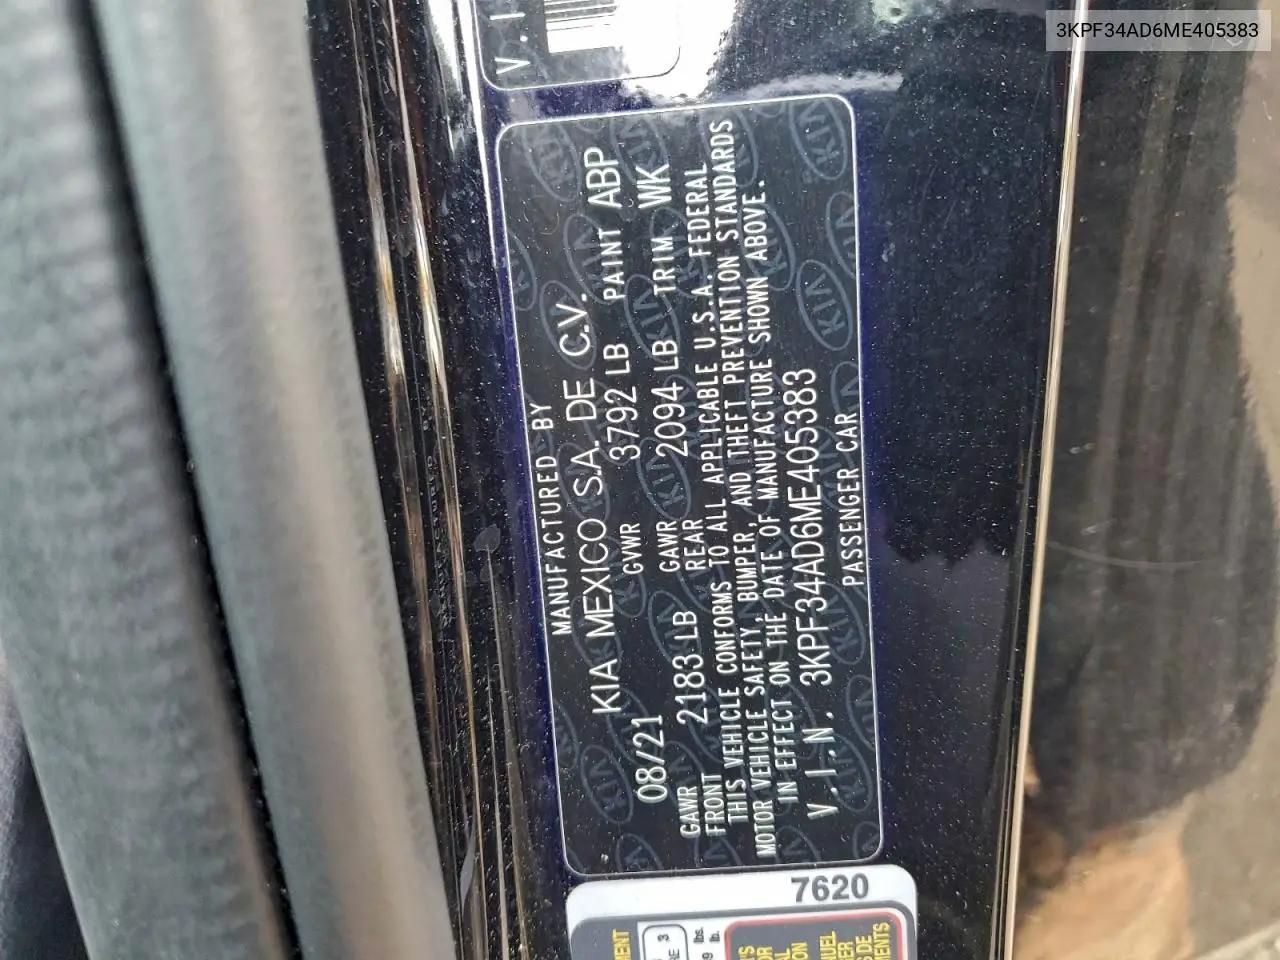 3KPF34AD6ME405383
V.I
MANUFACTURED BY
KIA MEXICO S.A. DE C.V.
08/21 GVWR 3792 LB PAINT ABP
GAWR FRONT 2183 LB GAWR REAR 2094 LB TRIM WK
THIS VEHICLE CONFORMS TO ALL APPLICABLE U.S.A. FEDERAL
MOTOR VEHICLE SAFETY, BUMPER, AND THEFT PREVENTION STANDARDS
IN EFFECT ON THE DATE OF MANUFACTURE SHOWN ABOVE.
V.I.N. 3KPF34AD6ME405383
PASSENGER CAR
7620